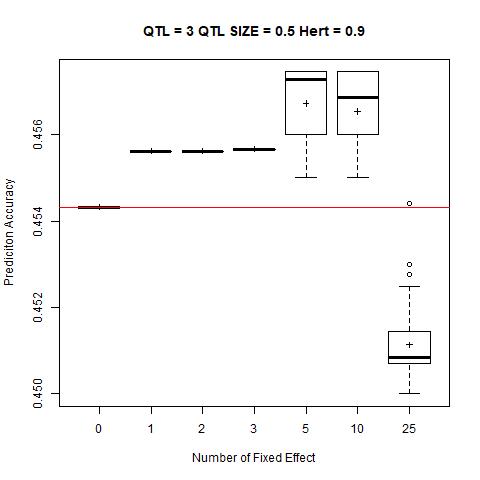 QTL = 3 QTL SIZE = 0.5 Hert = 0.9
Prediciton Accuracy
0.456
0.454
0.452
0.450
0 1 2 3 5 10 25
Number of Fixed Effect